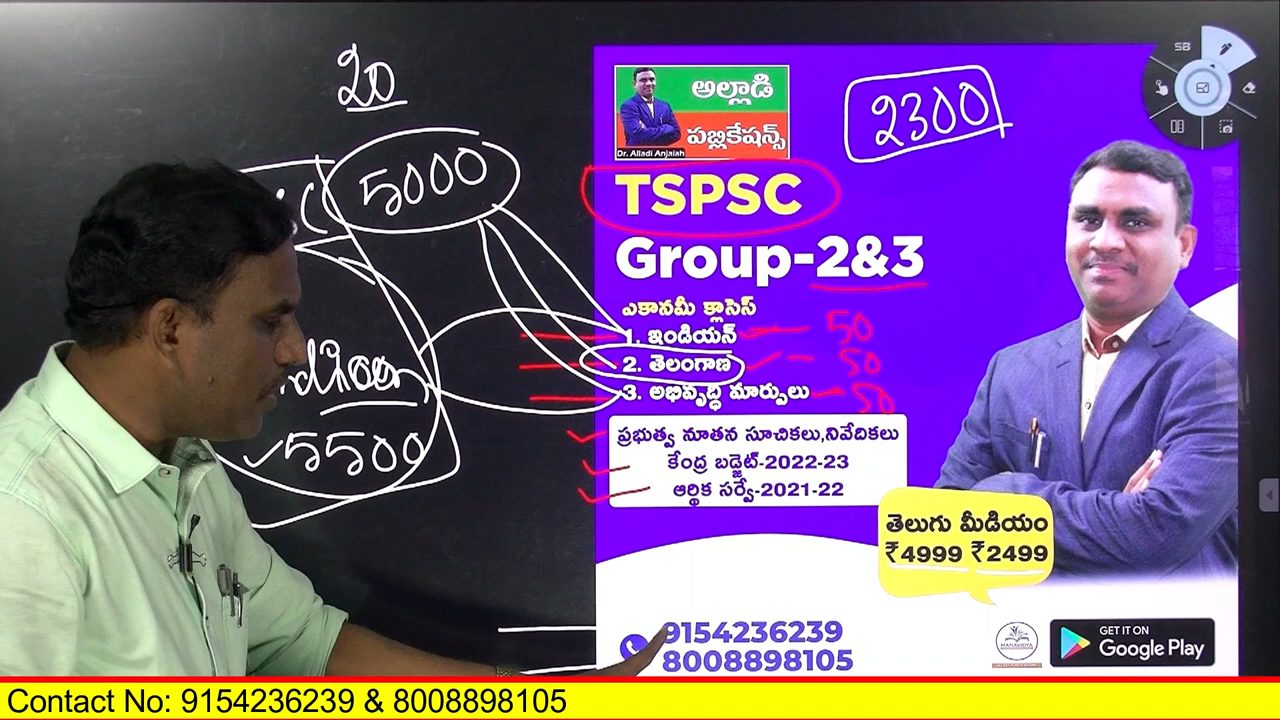 20
5000
2300
అల్లాడి
పబ్లికేషన్స్
Dr. Alladi Anjaiah
TSPSC
Group-2&3
ఎకానమీ క్లాసెస్
1. ఇండియన్ 50
2. తెలంగాణ 50
3. అభివృద్ధి మార్పులు 50
5500
ప్రభుత్వ నూతన సూచికలు,నివేదికలు
కేంద్ర బడ్జెట్-2022-23
ఆర్థిక సర్వే-2021-22
తెలుగు మీడియం
₹4999 ₹2499
9154236239
8008898105
MANAVIDYA
GET IT ON
Google Play
SB
Contact No: 9154236239 & 8008898105